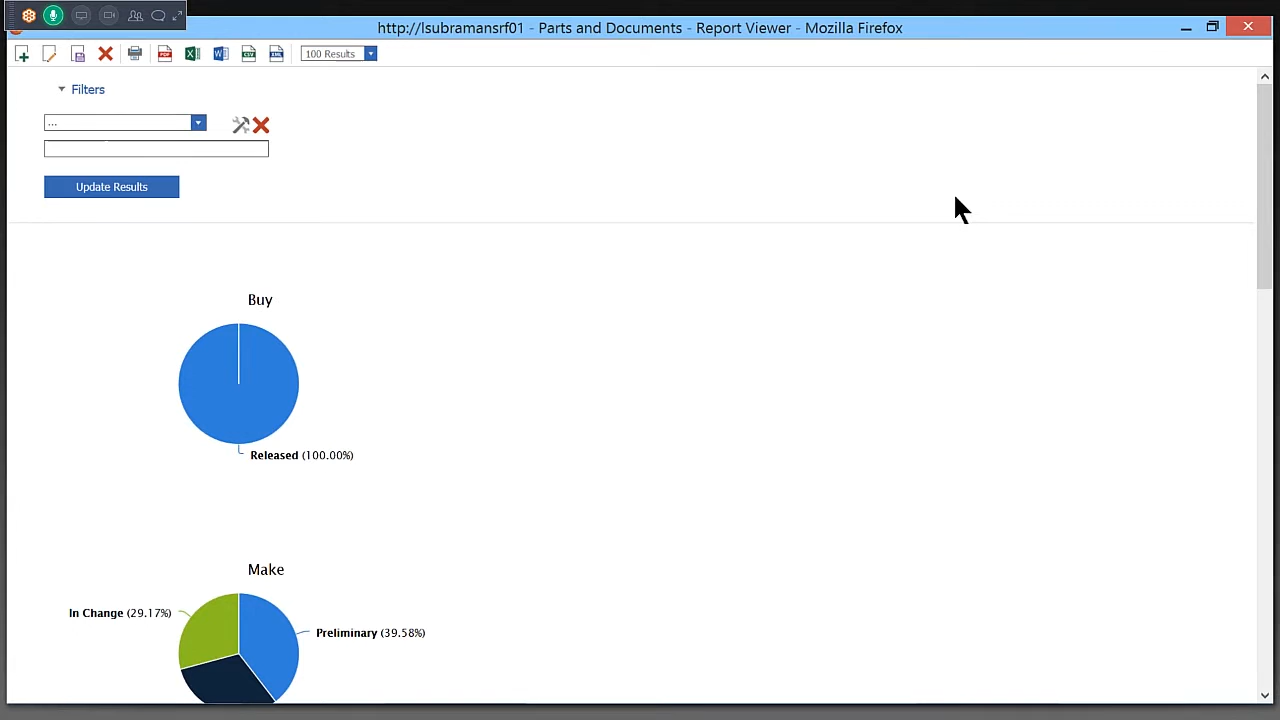 http://lsubramansrf01 - Parts and Documents - Report Viewer - Mozilla Firefox
100 Results
Filters
...
Update Results
Buy
Released (100.00%)
Make
In Change (29.17%)
Preliminary (39.58%)